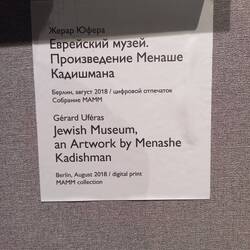 Жерар Юфера
Еврейский музей.
Произведение Менаше
Кадишмана
Берлин, август 2018 / цифровой отпечаток
Собрание МАММ
Gérard Uféras
Jewish Museum,
an Artwork by Menashe
Kadishman
Berlin, August 2018 / digital print
MAMM collection